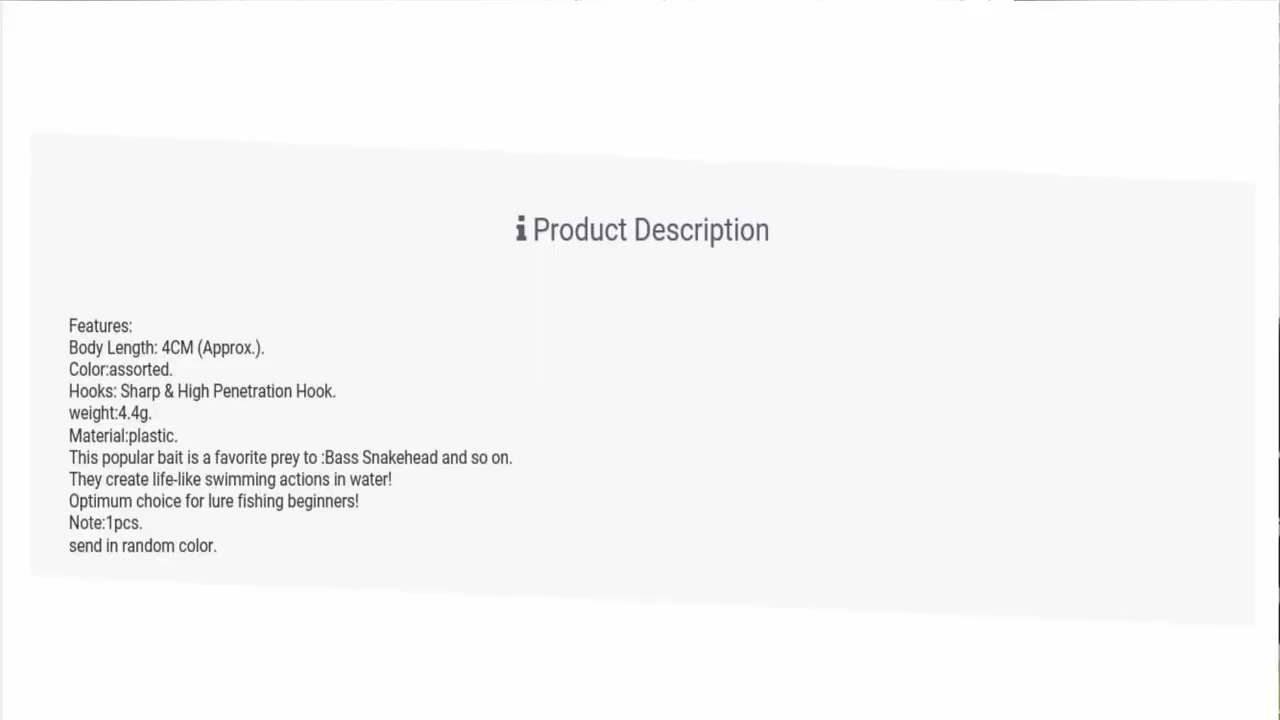 Product Description
Features:
Body Length: 4CM (Approx.).
Color:assorted.
Hooks: Sharp & High Penetration Hook.
weight:4.4g.
Material:plastic.
This popular bait is a favorite prey to :Bass Snakehead and so on.
They create life-like swimming actions in water!
Optimum choice for lure fishing beginners!
Note:1pcs.
send in random color.